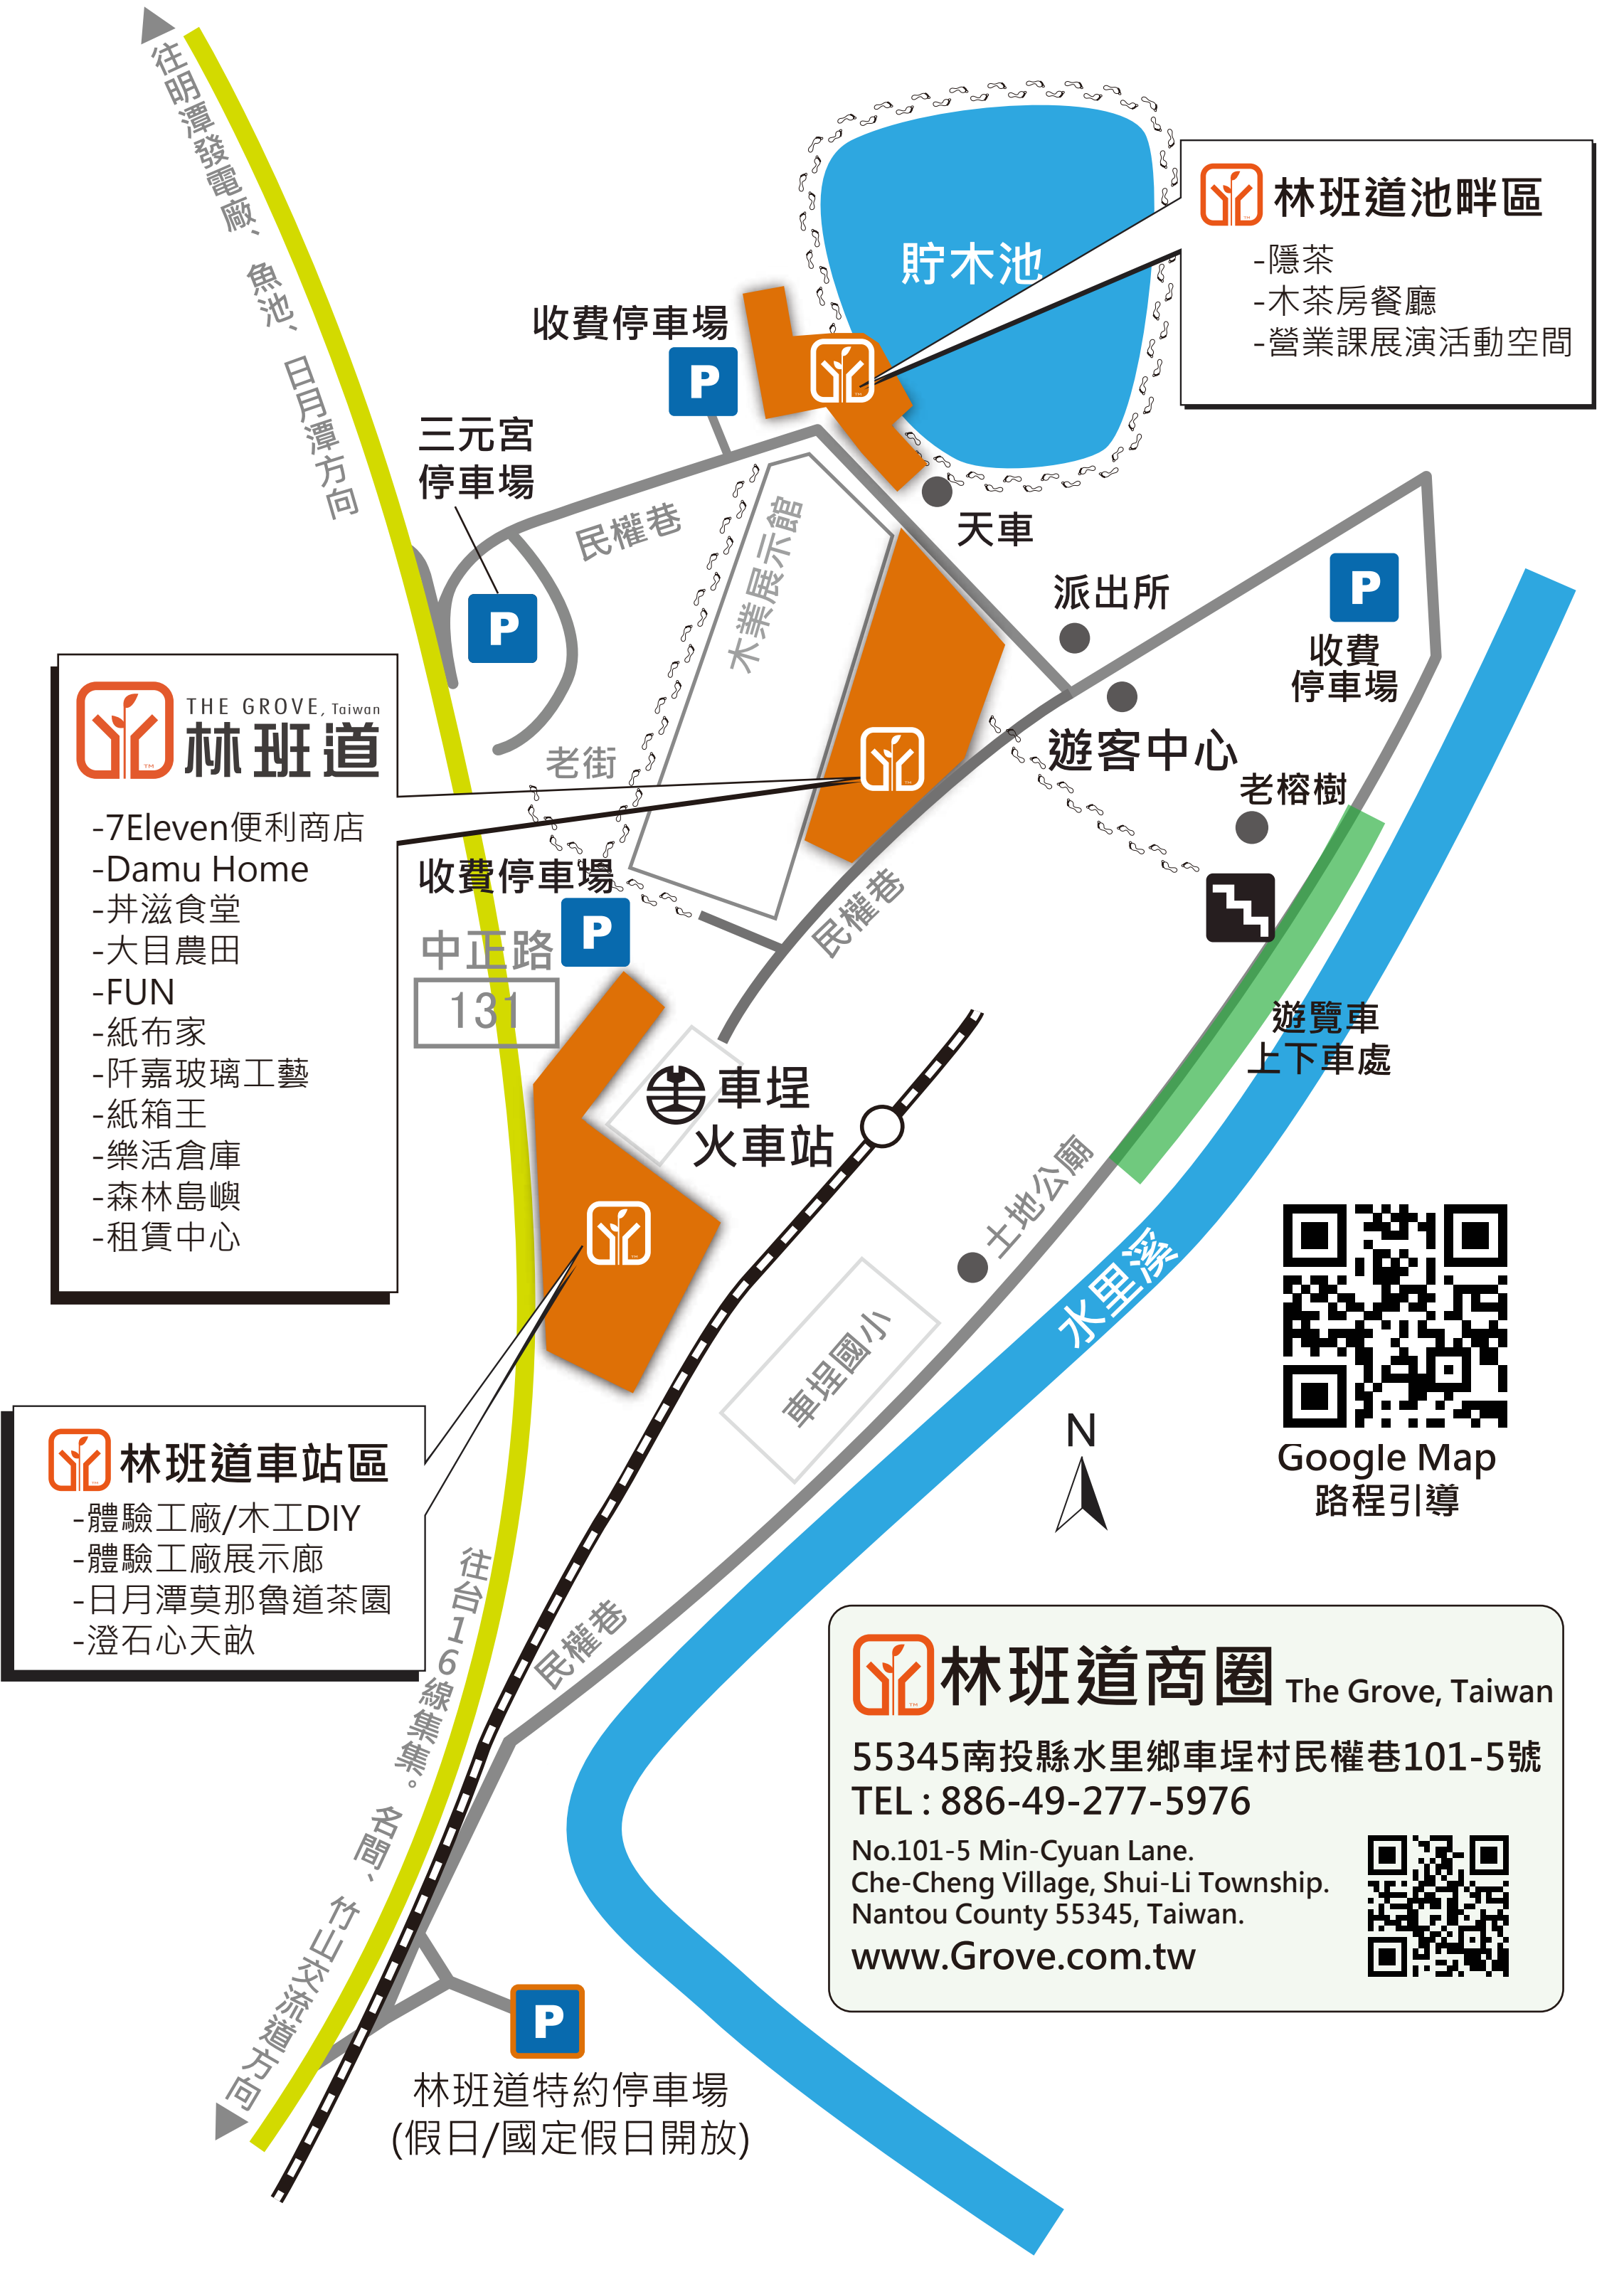 往明潭發電廠、魚池、日月潭方向
貯木池
林班道池畔區
-隱茶
-木茶房餐廳
-營業課展演活動空間
收費停車場
P
三元宮
停車場
P
民權巷
木業展示館
天車
派出所
P
收費
停車場
遊客中心
老榕樹
THE GROVE, Taiwan
林班道
TM
-7Eleven便利商店
-Damu Home
-丼滋食堂
-大目農田
-FUN
-紙布家
-阡嘉玻璃工藝
-紙箱王
-樂活倉庫
-森林島嶼
-租賃中心
老街
收費停車場
P
中正路
131
民權巷
遊覽車
上下車處
車埕
火車站
土地公廟
水里溪
車埕國小
N
Google Map
路程引導
林班道車站區
-體驗工廠/木工DIY
-體驗工廠展示廊
-日月潭莫那魯道茶園
-澄石心天畝
往台16線集集。名間、竹山交流道方向
民權巷
林班道商圈 The Grove, Taiwan
55345南投縣水里鄉車埕村民權巷101-5號
TEL : 886-49-277-5976
No.101-5 Min-Cyuan Lane.
Che-Cheng Village, Shui-Li Township.
Nantou County 55345, Taiwan.
www.Grove.com.tw
P
林班道特約停車場
(假日/國定假日開放)